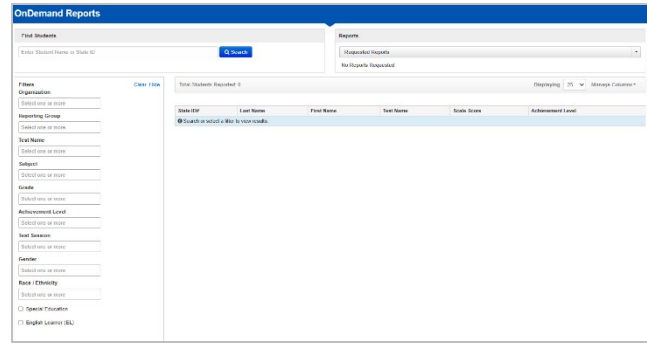 OnDemand Reports
Find Students
Enter Student Name or State ID
Search
Reports
Requested Reports
No Reports Requested
Filters
Clear Hide
Organization
Select one or more
Reporting Group
Select one or more
Test Name
Select one or more
Subject
Select one or more
Grade
Select one or more
Achievement Level
Select one or more
Test Session
Select one or more
Gender
Select one or more
Race / Ethnicity
Select one or more
Special Education
English Learner (EL)
Total Students Reported: 0
Displaying 25 Manage Columns
State ID# Last Name First Name Test Name Scale Score Achievement Level
Search or select a filter to view results.